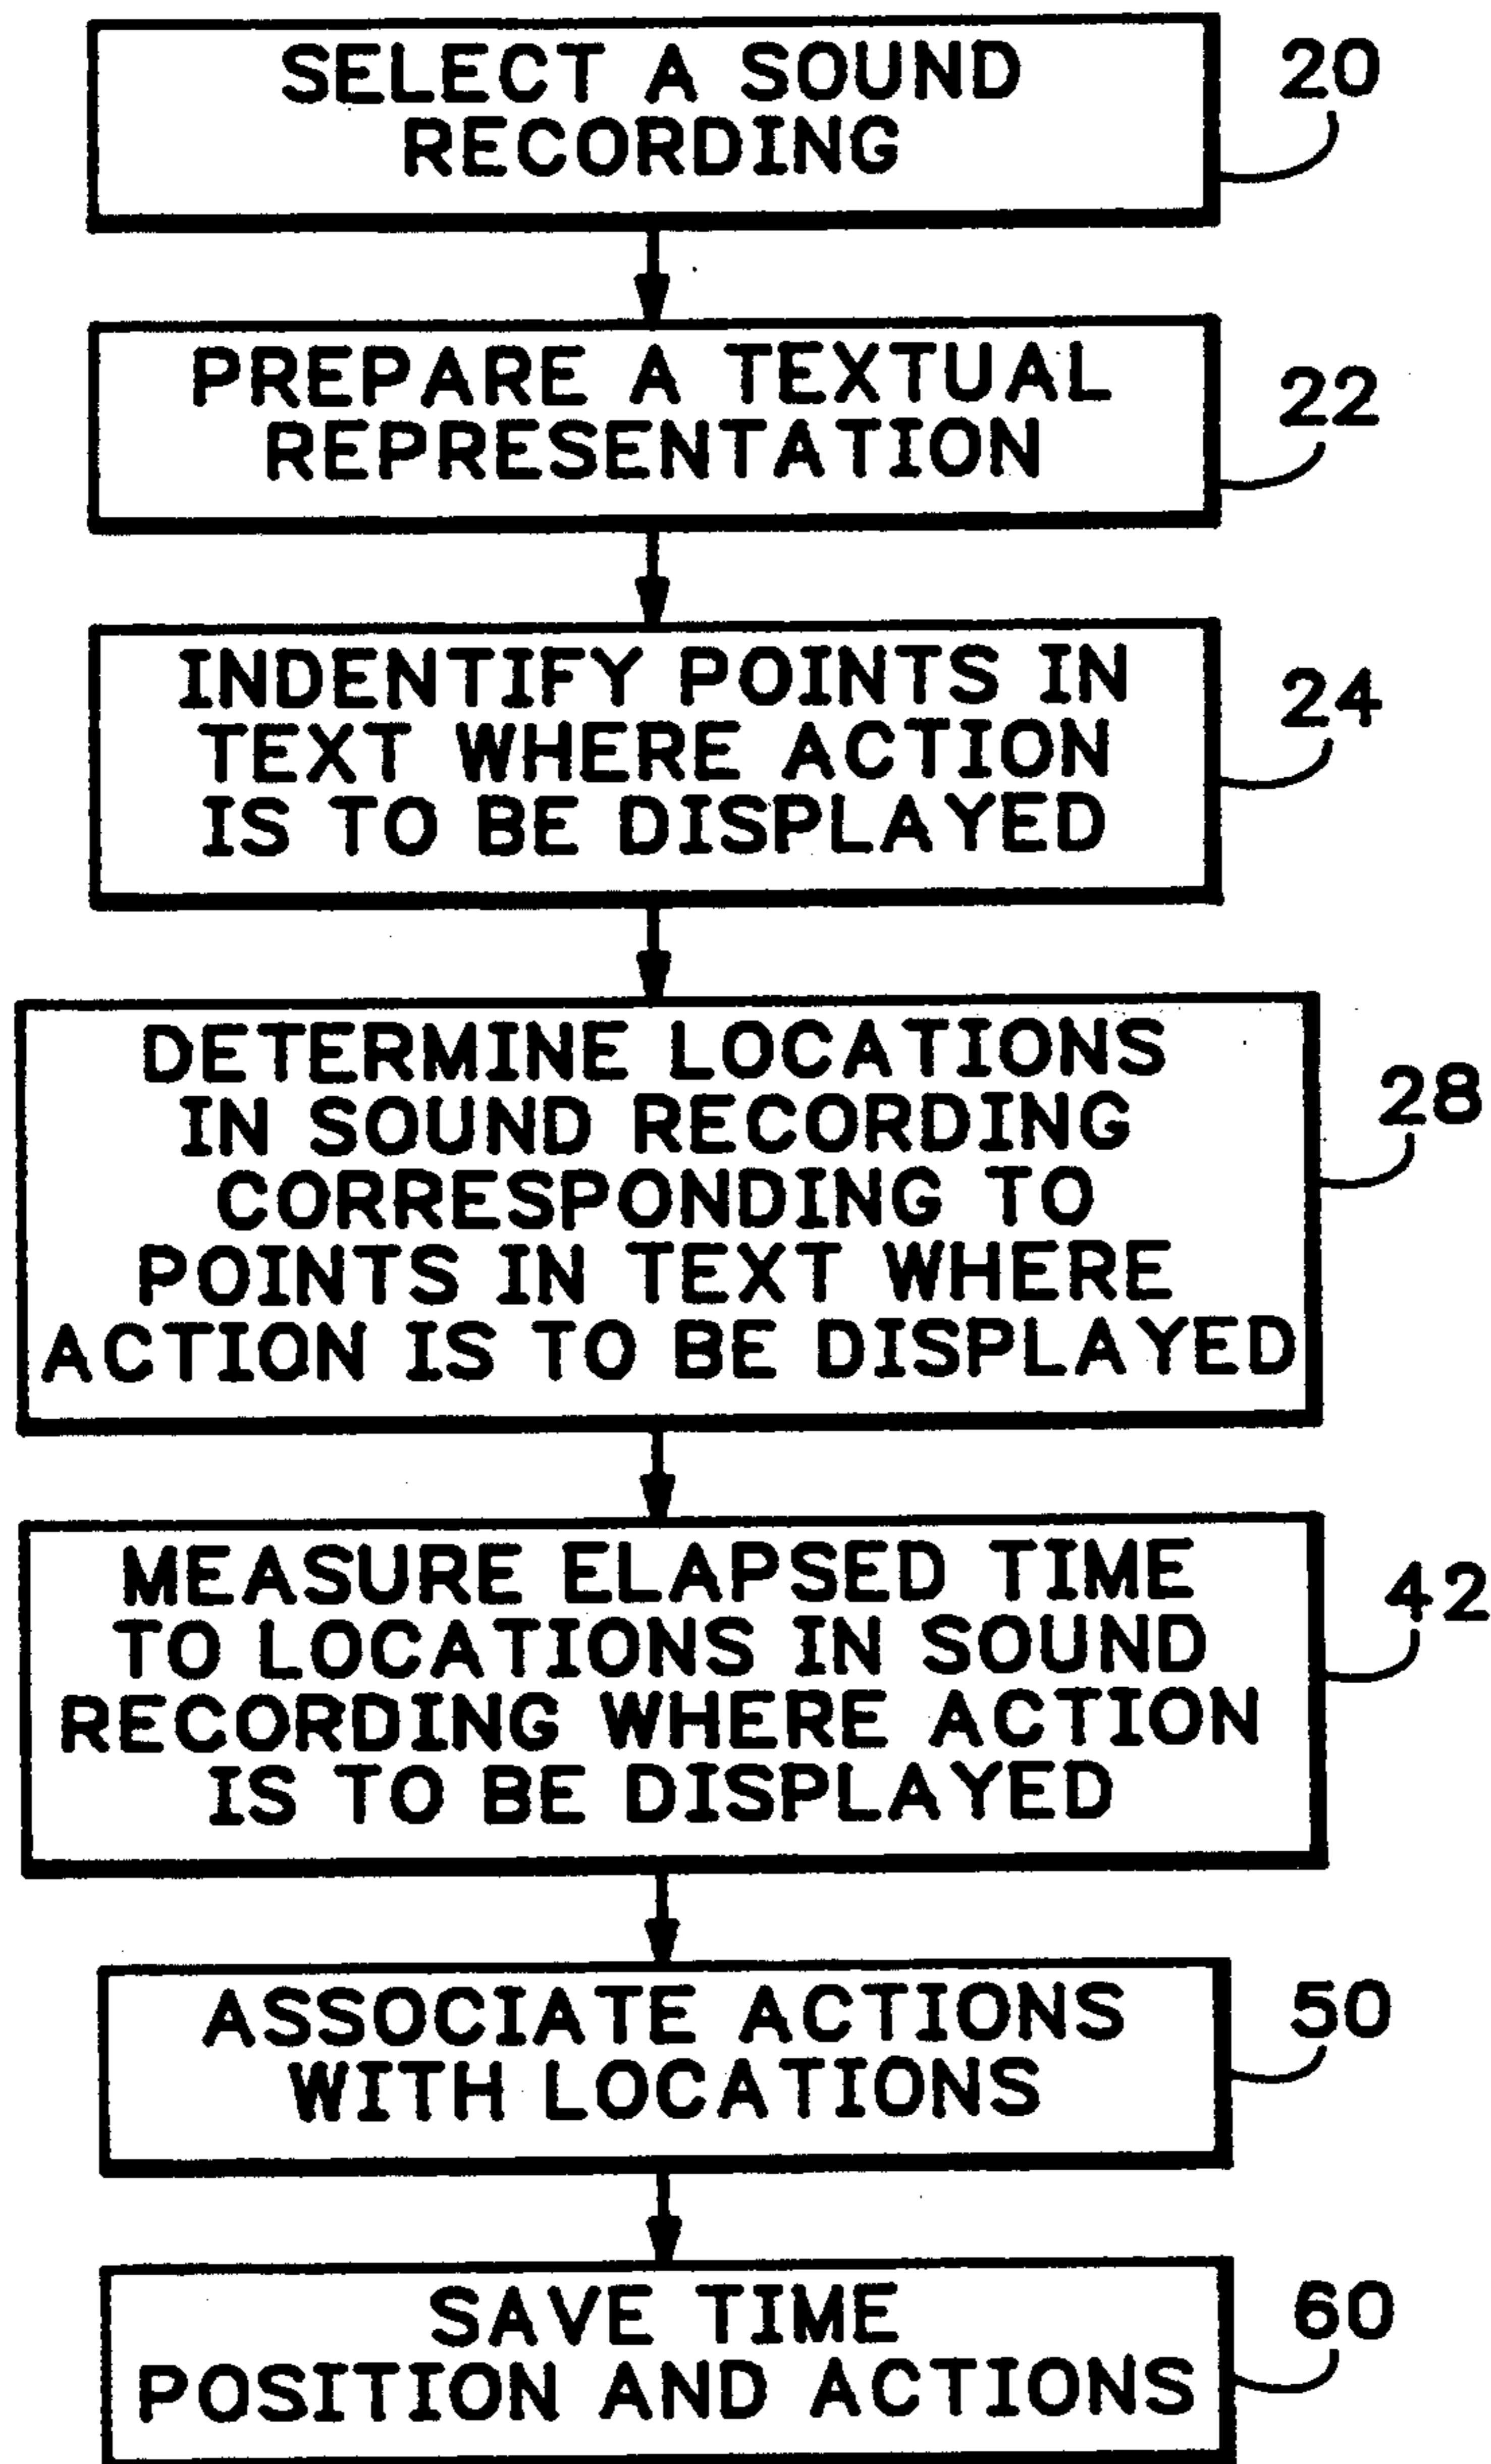 SELECT A SOUND
RECORDING
20
PREPARE A TEXTUAL
REPRESENTATION
22
INDENTIFY POINTS IN
TEXT WHERE ACTION
IS TO BE DISPLAYED
24
DETERMINE LOCATIONS
IN SOUND RECORDING
CORRESPONDING TO
POINTS IN TEXT WHERE
ACTION IS TO BE DISPLAYED
28
MEASURE ELAPSED TIME
TO LOCATIONS IN SOUND
RECORDING WHERE ACTION
IS TO BE DISPLAYED
42
ASSOCIATE ACTIONS
WITH LOCATIONS
50
SAVE TIME
POSITION AND ACTIONS
60